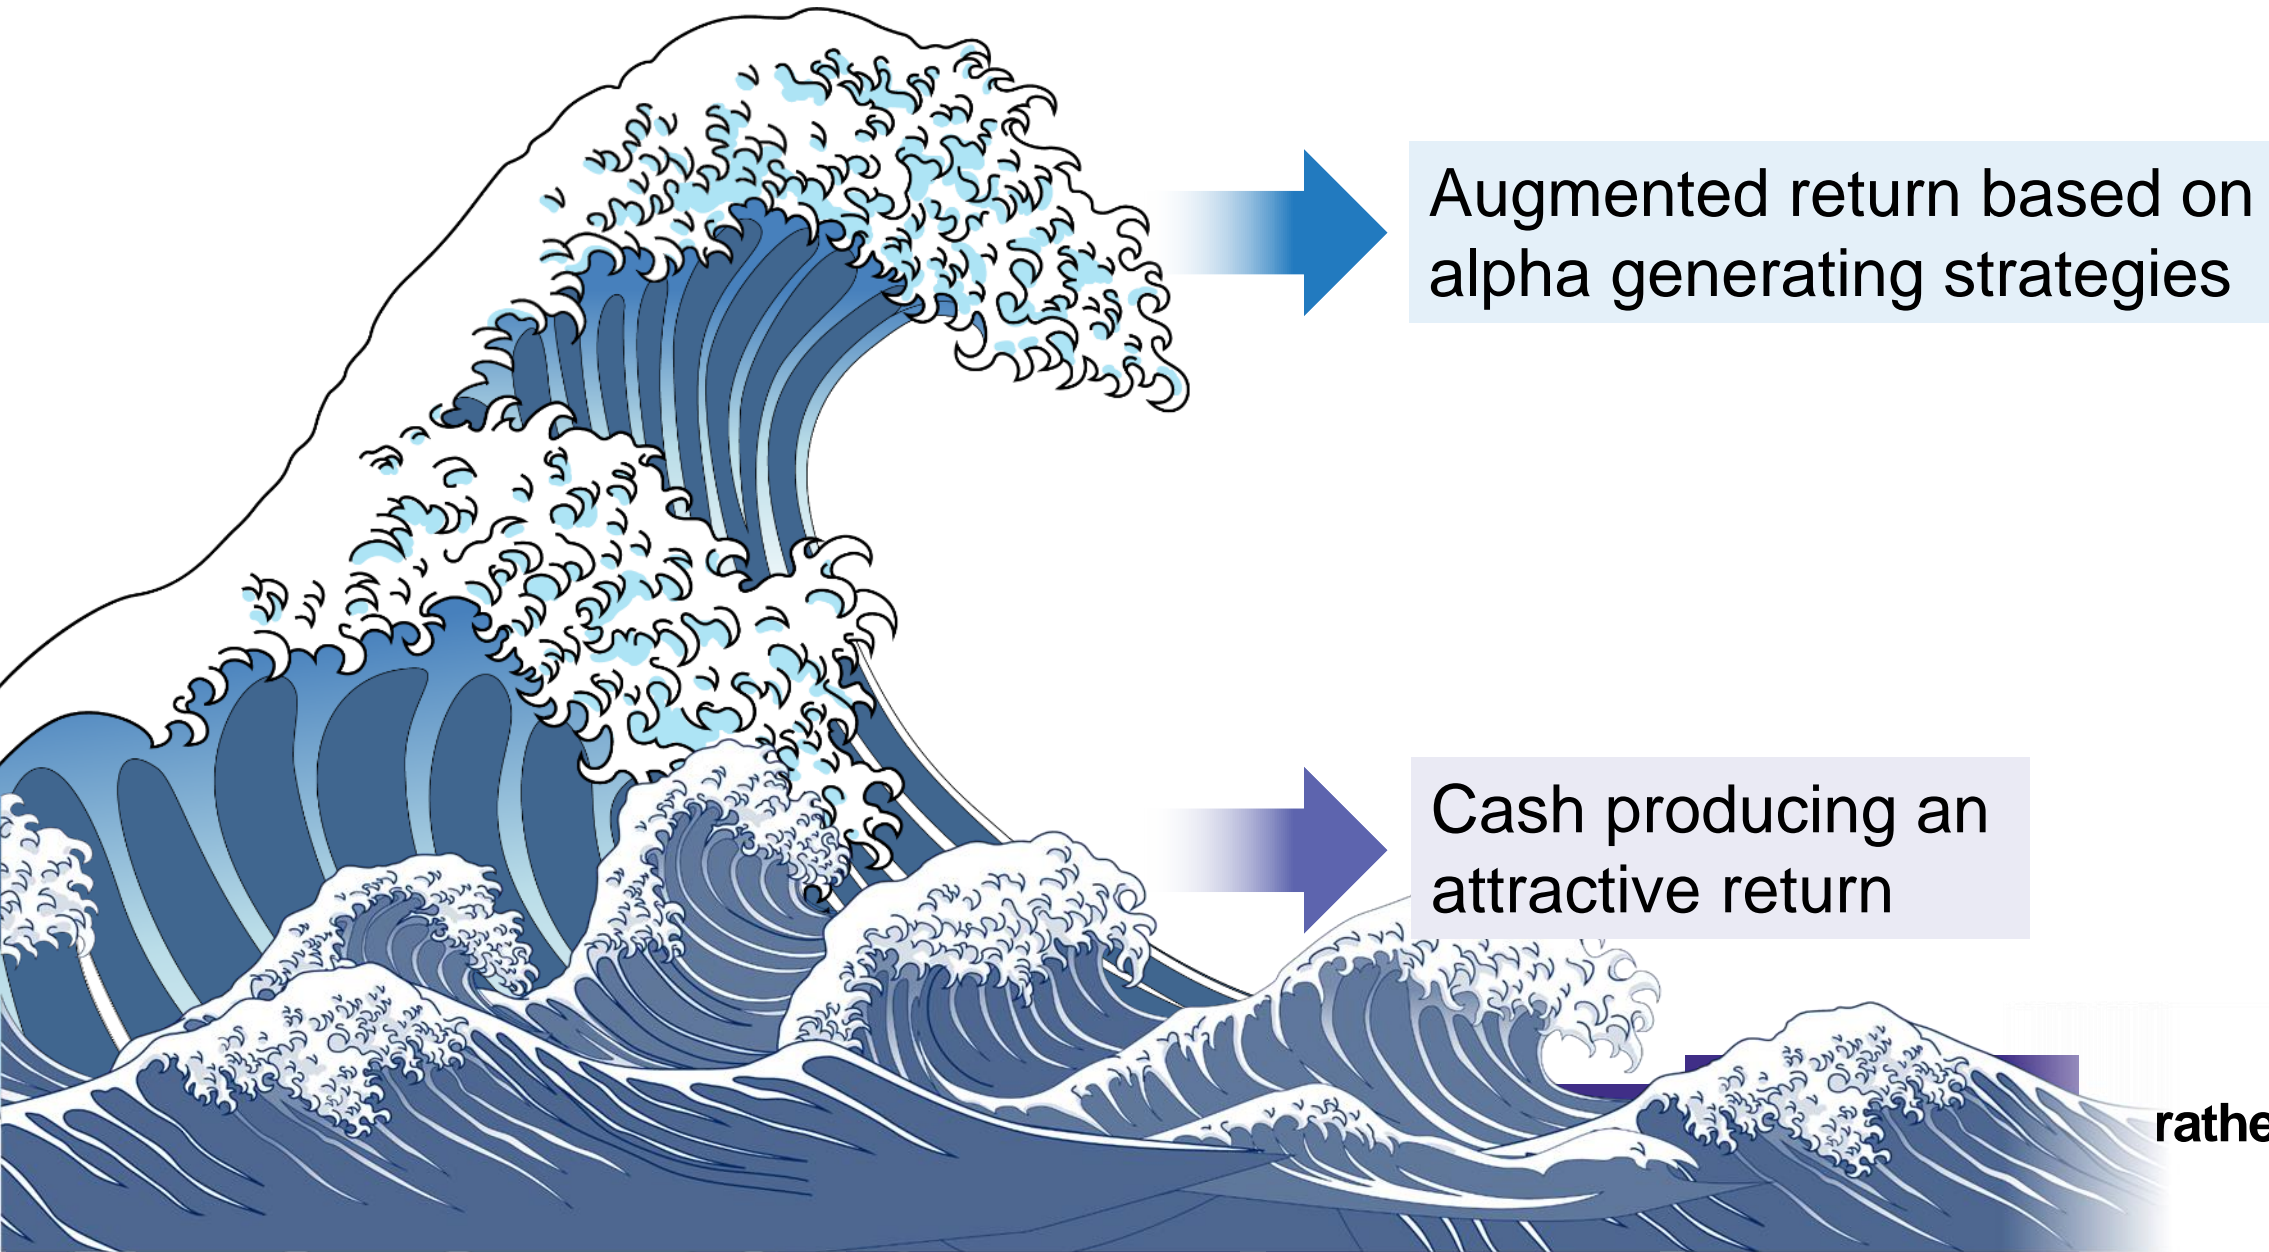 Augmented return based on
alpha generating strategies
Cash producing an
attractive return
rathe